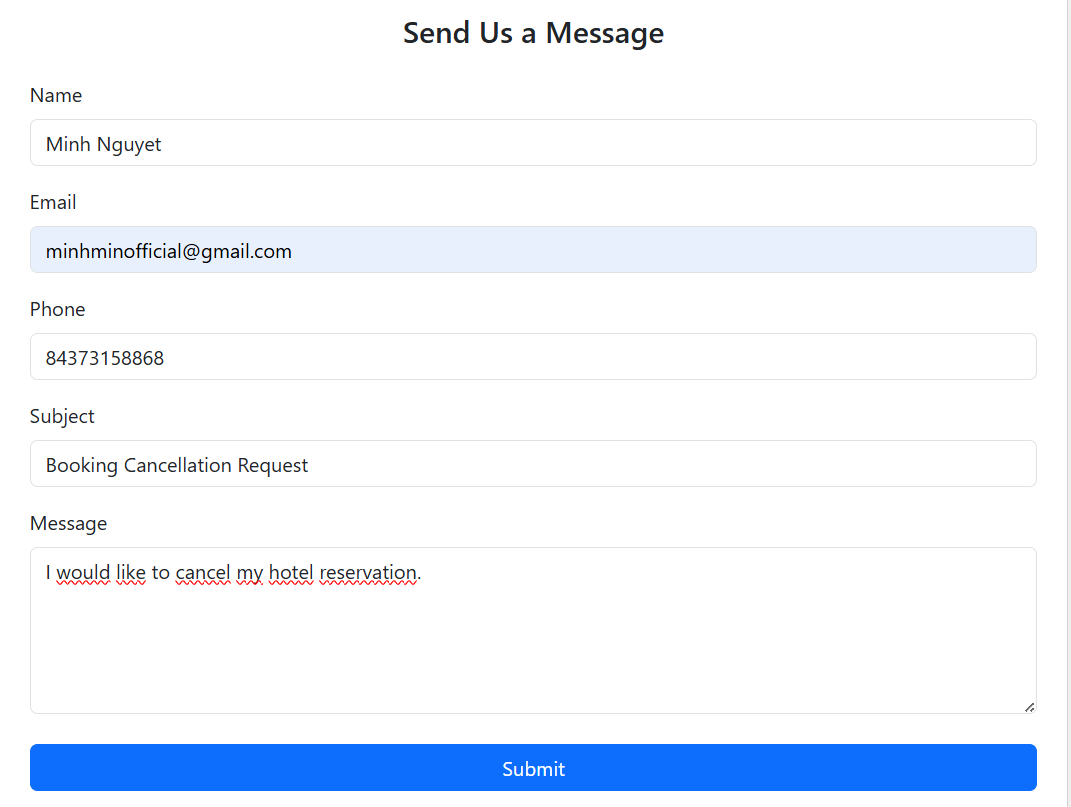 Send Us a Message
Name
Minh Nguyet
Email
minhminofficial@gmail.com
Phone
84373158868
Subject
Booking Cancellation Request
Message
I would like to cancel my hotel reservation.
Submit